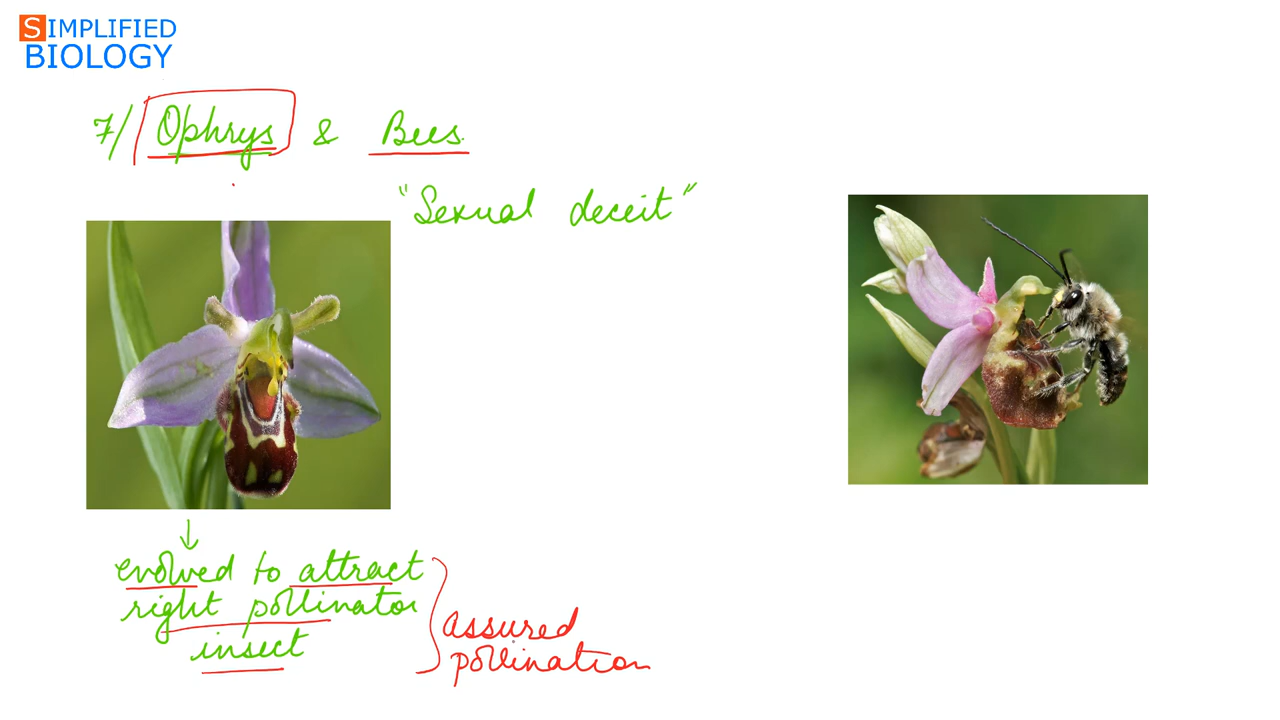 SIMPLIFIED
BIOLOGY
7/ Ophrys & Bees
"Sexual deceit"
evolved to attract
right pollinator
insect
assured
pollination